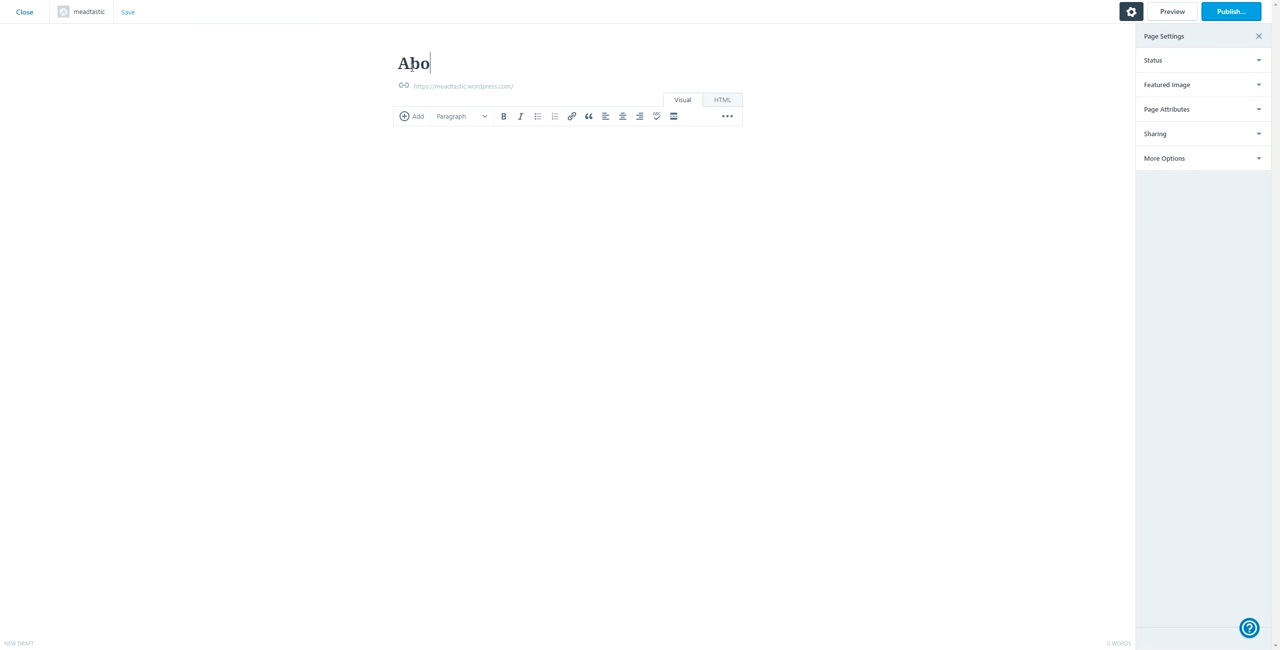 Close
meadtastic
Save
Preview
Publish...
Page Settings
Abo
Status
https://meadtastic.wordpress.com/
Featured Image
Visual
HTML
Add
Paragraph
B
I
ABC
Page Attributes
Sharing
More Options
NEW DRAFT
0 WORDS